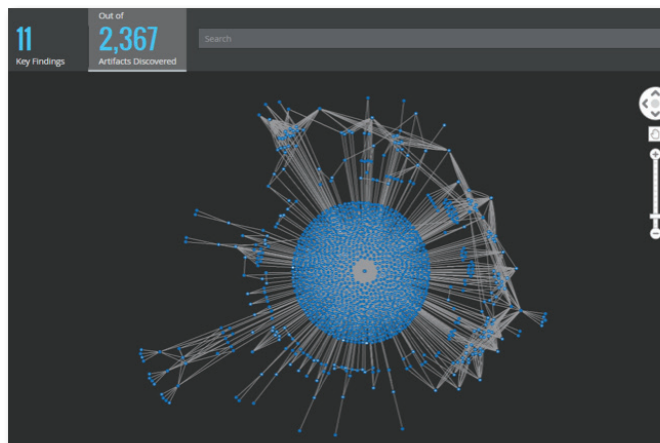 11
Key Findings
Out of
2,367
Artifacts Discovered
Search